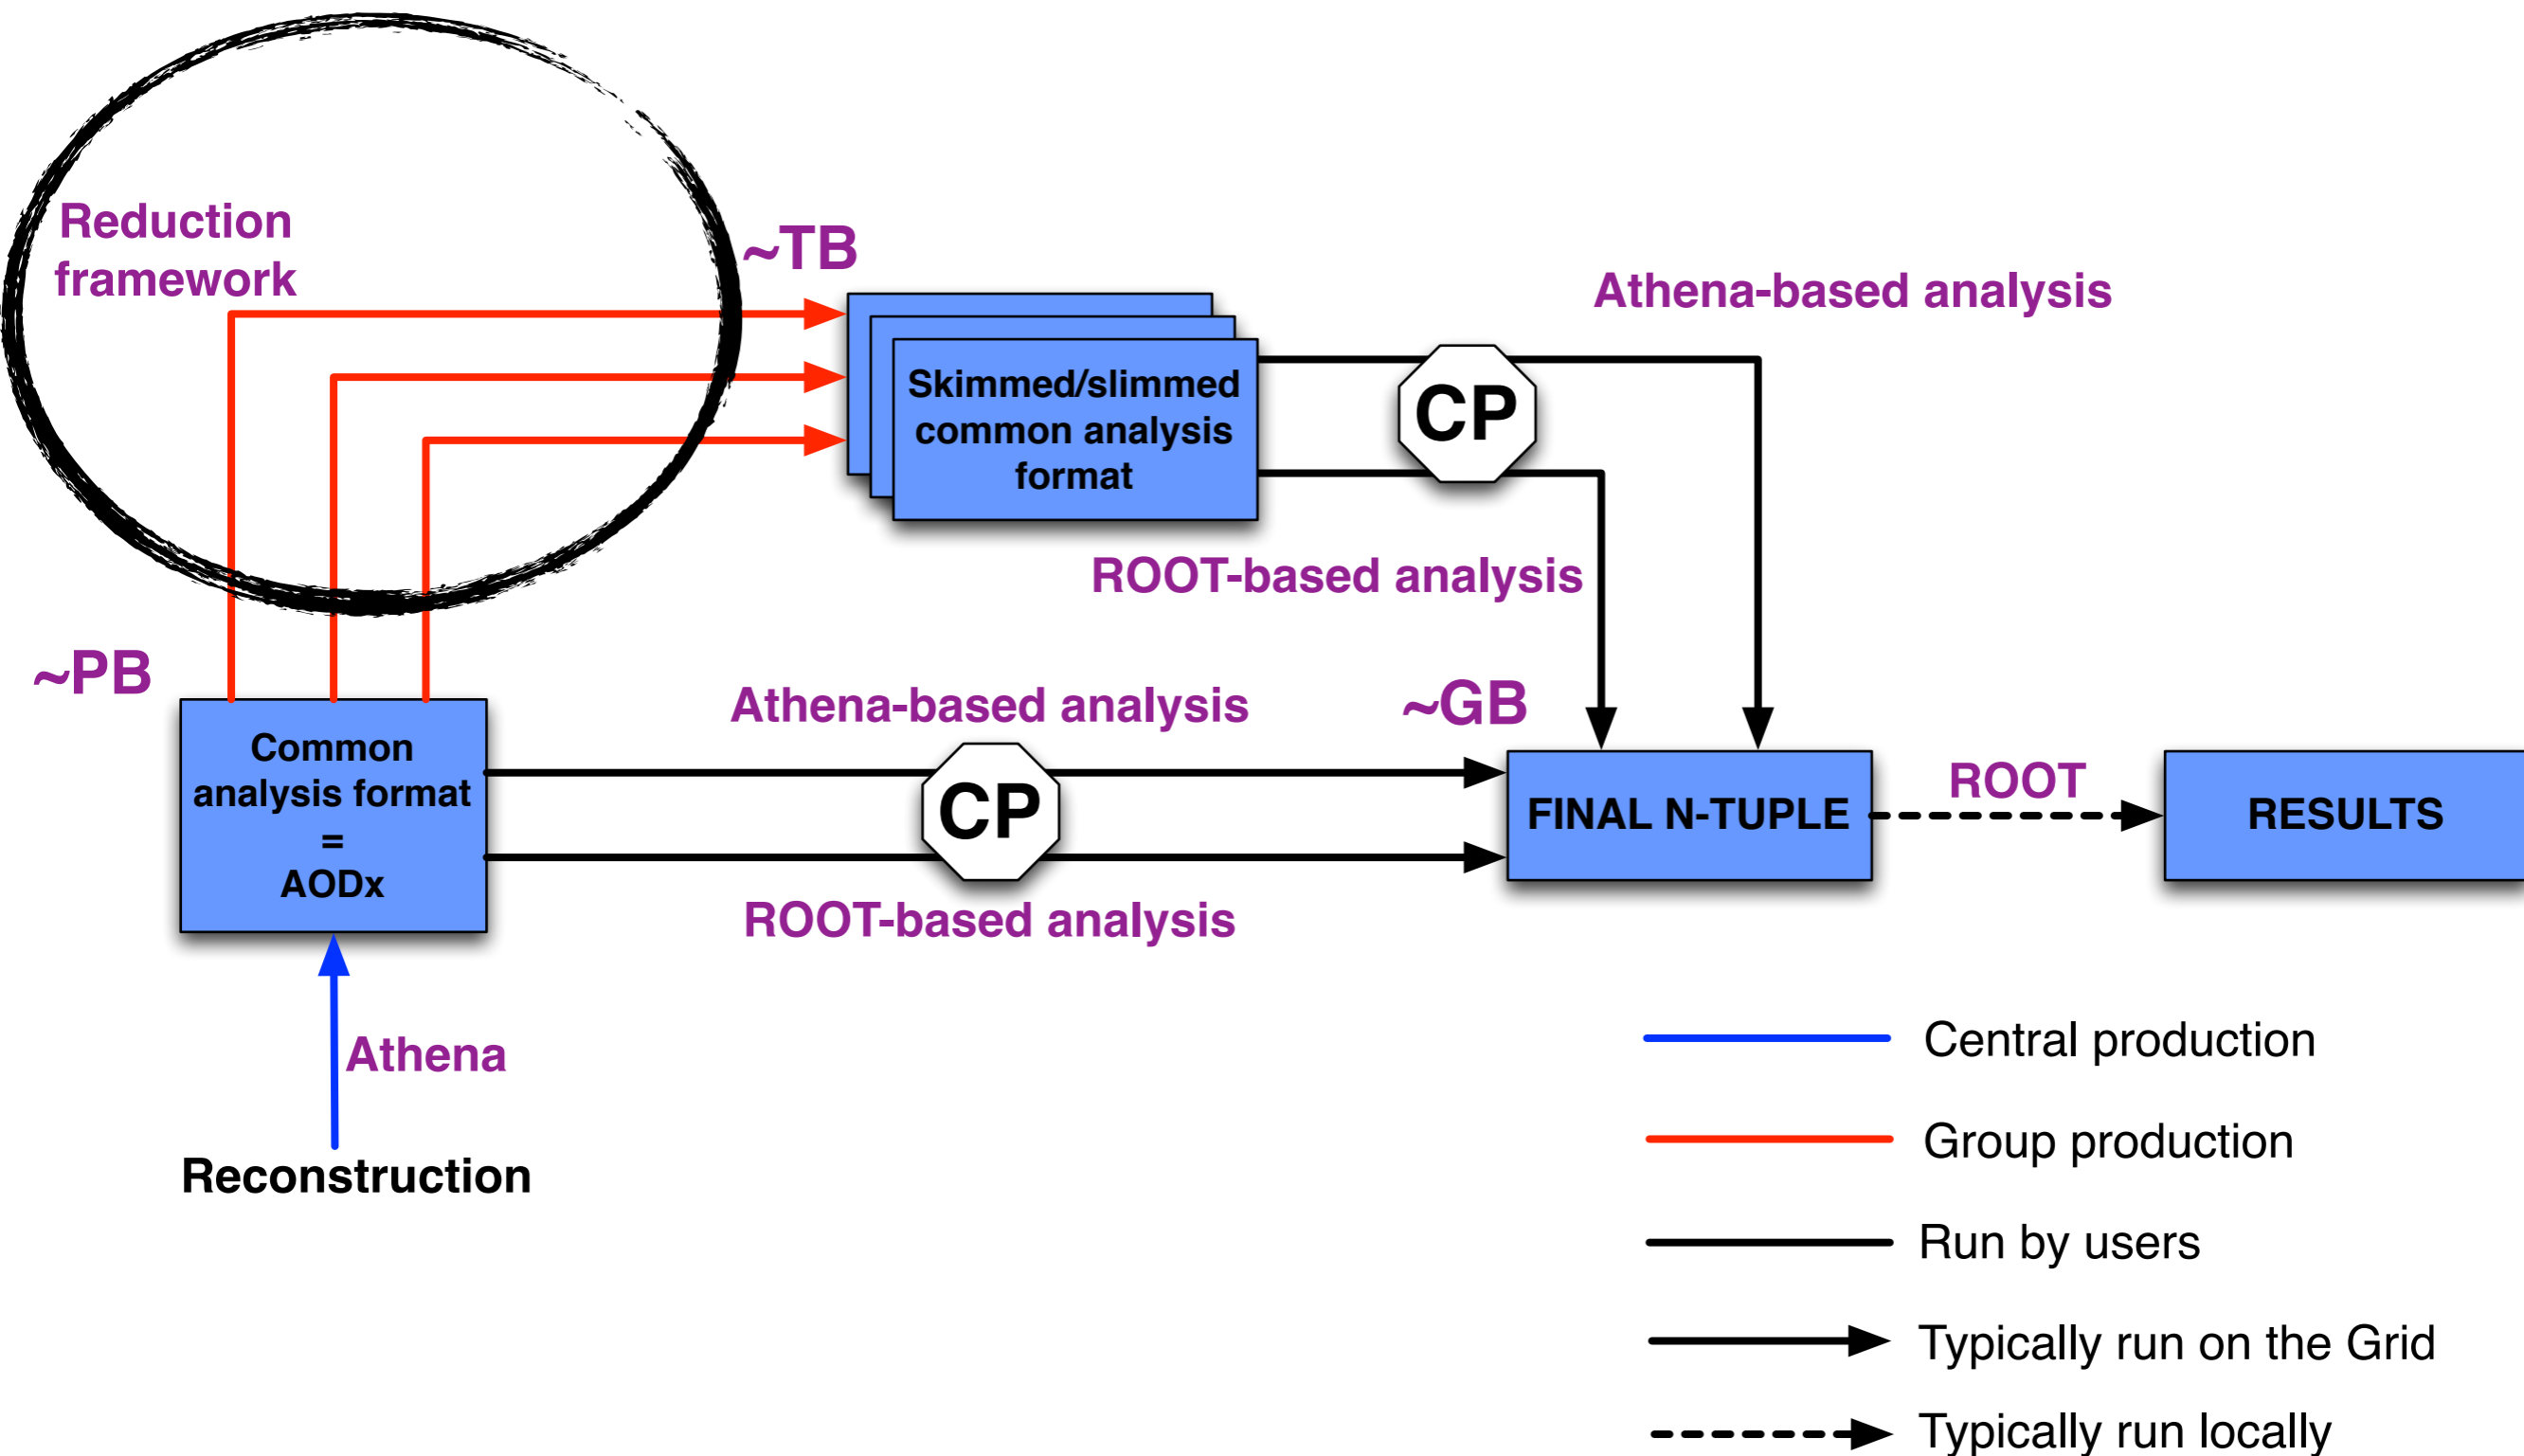 Reduction
framework
~TB
Athena-based analysis
Skimmed/slimmed
common analysis
format
CP
ROOT-based analysis
~PB
Athena-based analysis
~GB
Common
analysis format
=
AODx
CP
FINAL N-TUPLE
ROOT
RESULTS
ROOT-based analysis
Athena
Reconstruction
Central production
Group production
Run by users
Typically run on the Grid
Typically run locally